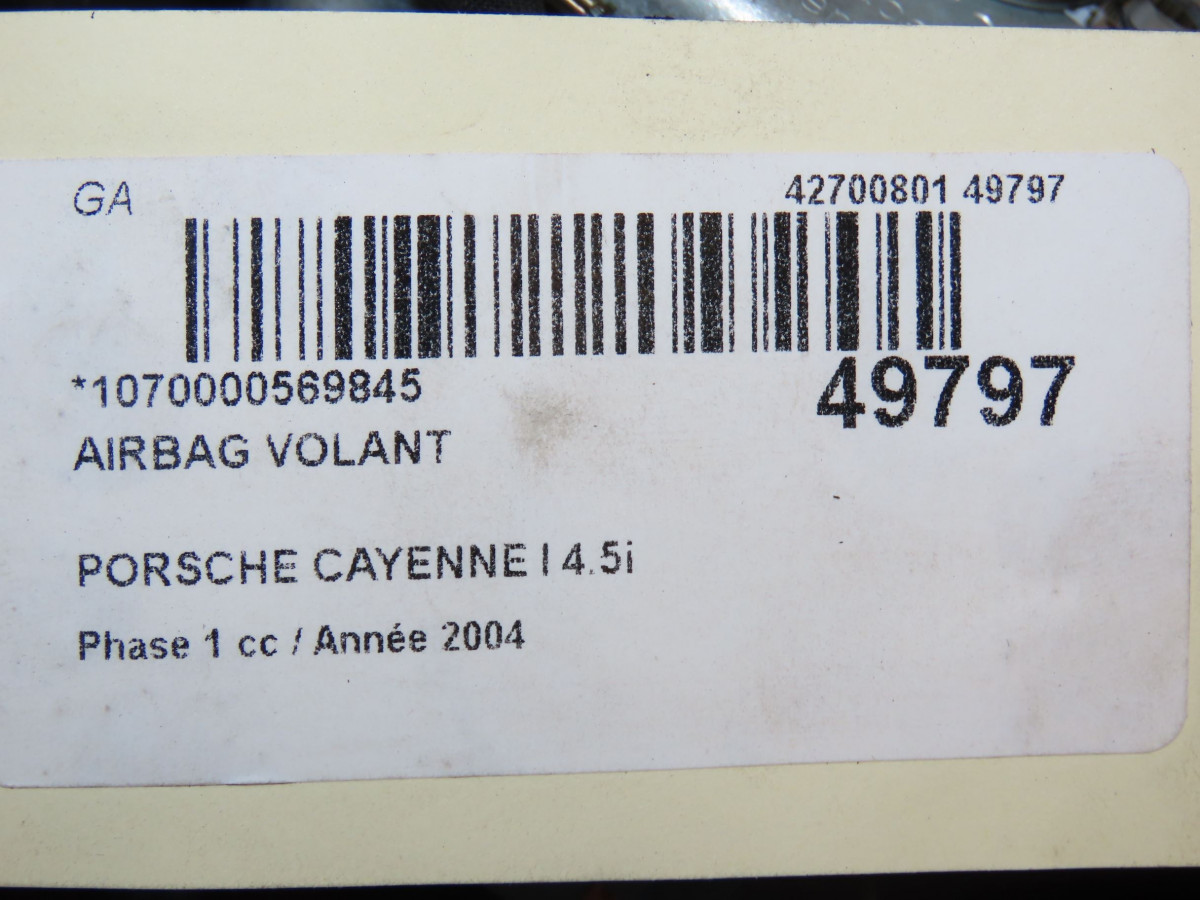 GA
42700801 49797
*1070000569845
49797
AIRBAG VOLANT
PORSCHE CAYENNE I 4.5i
Phase 1 cc / Année 2004